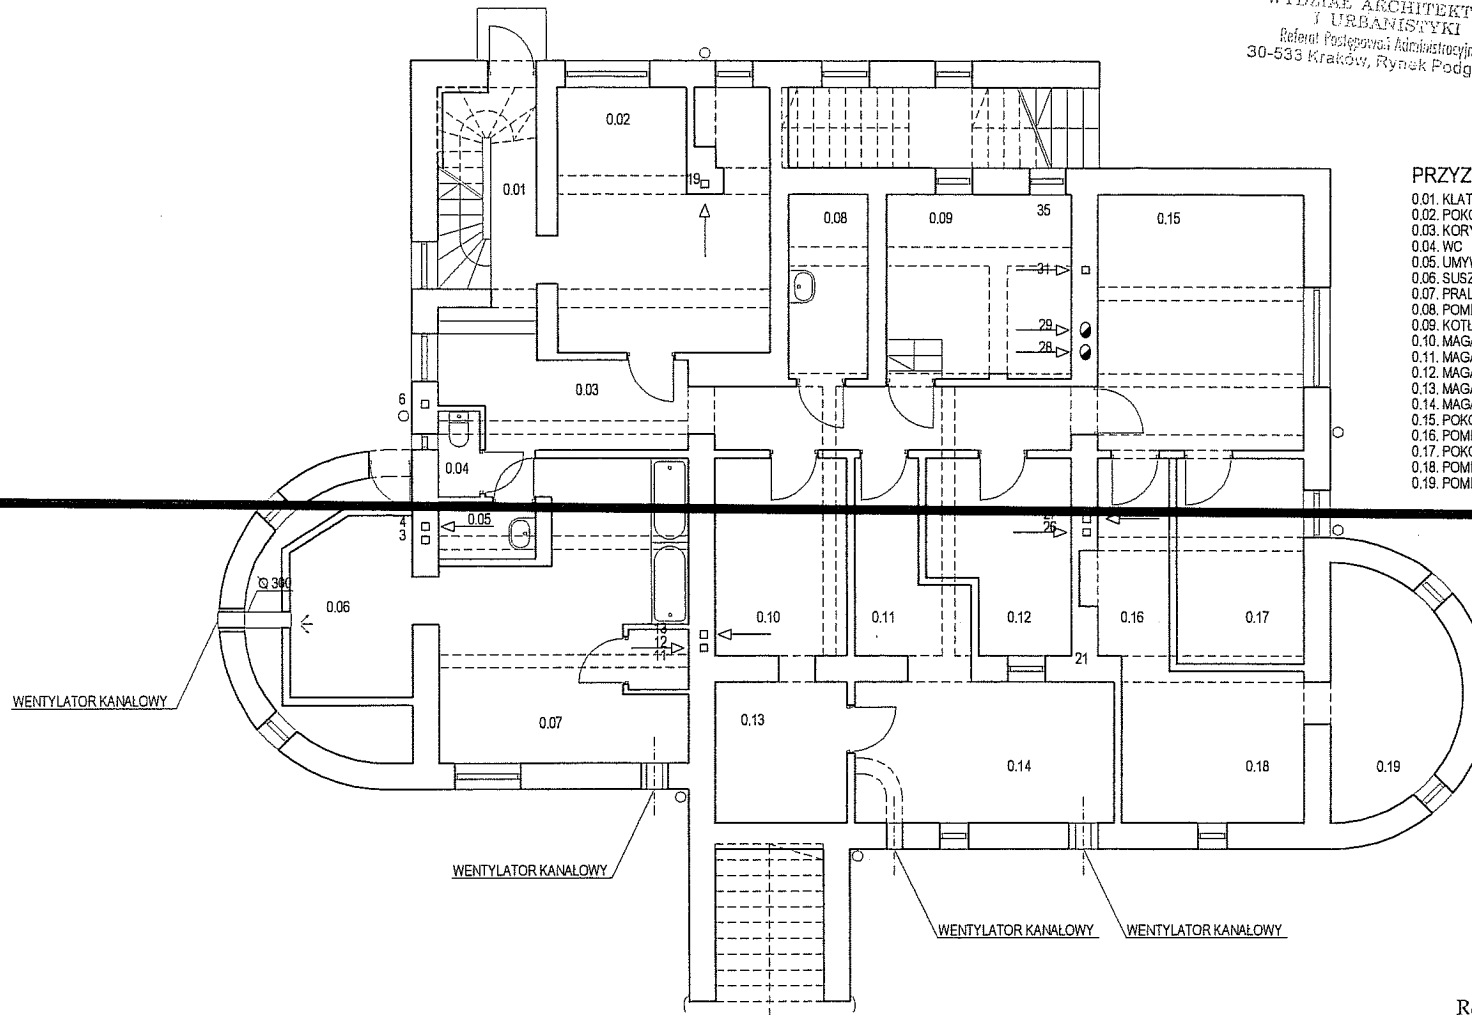 WYDZIAŁ ARCHITEKT
I URBANISTYKI
Referat Postępowań Administracyjn
30-533 Kraków, Rynek Podg
PRZYZ
0.01. KLAT
0.02. POKO
0.03. KORY
0.04. WC
0.05. UMYW
0.06. SUSZ
0.07. PRAL
0.08. POMI
0.09. KOTŁ
0.10. MAGA
0.11. MAGA
0.12. MAGA
0.13. MAGA
0.14. MAGA
0.15. POKO
0.16. POMI
0.17. POKO
0.18. POMI
0.19. POMI
0.02
19
0.01
0.08
0.09
35
0.15
31
29
28
0.03
6
0.04
4
3
0.05
26
Ø 300
0.06
0.10
0.11
0.12
0.16
0.17
13
12
11
21
WENTYLATOR KANAŁOWY
0.07
0.13
0.14
0.18
0.19
WENTYLATOR KANAŁOWY
WENTYLATOR KANAŁOWY
WENTYLATOR KANAŁOWY